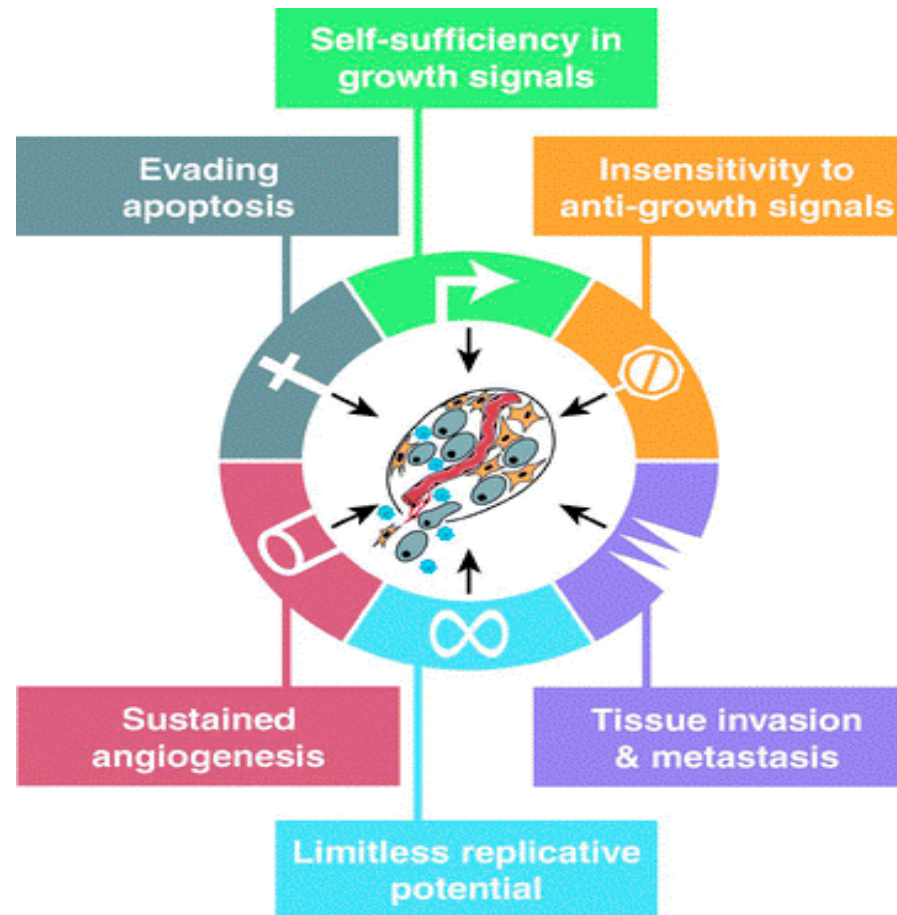 Self-sufficiency in
growth signals
Evading
apoptosis
Insensitivity to
anti-growth signals
Sustained
angiogenesis
Tissue invasion
& metastasis
Limitless replicative
potential